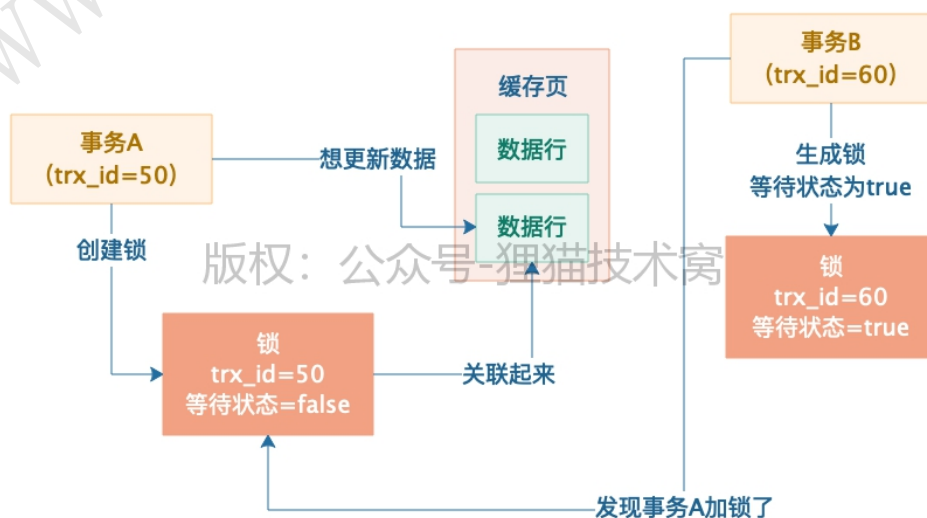 事务A
(trx_id=50)
想更新数据
缓存页
数据行
数据行
事务B
(trx_id=60)
生成锁
等待状态为true
创建锁
版权：公众号-狸猫技术窝
锁
trx_id=60
等待状态=true
锁
trx_id=50
等待状态=false
关联起来
发现事务A加锁了